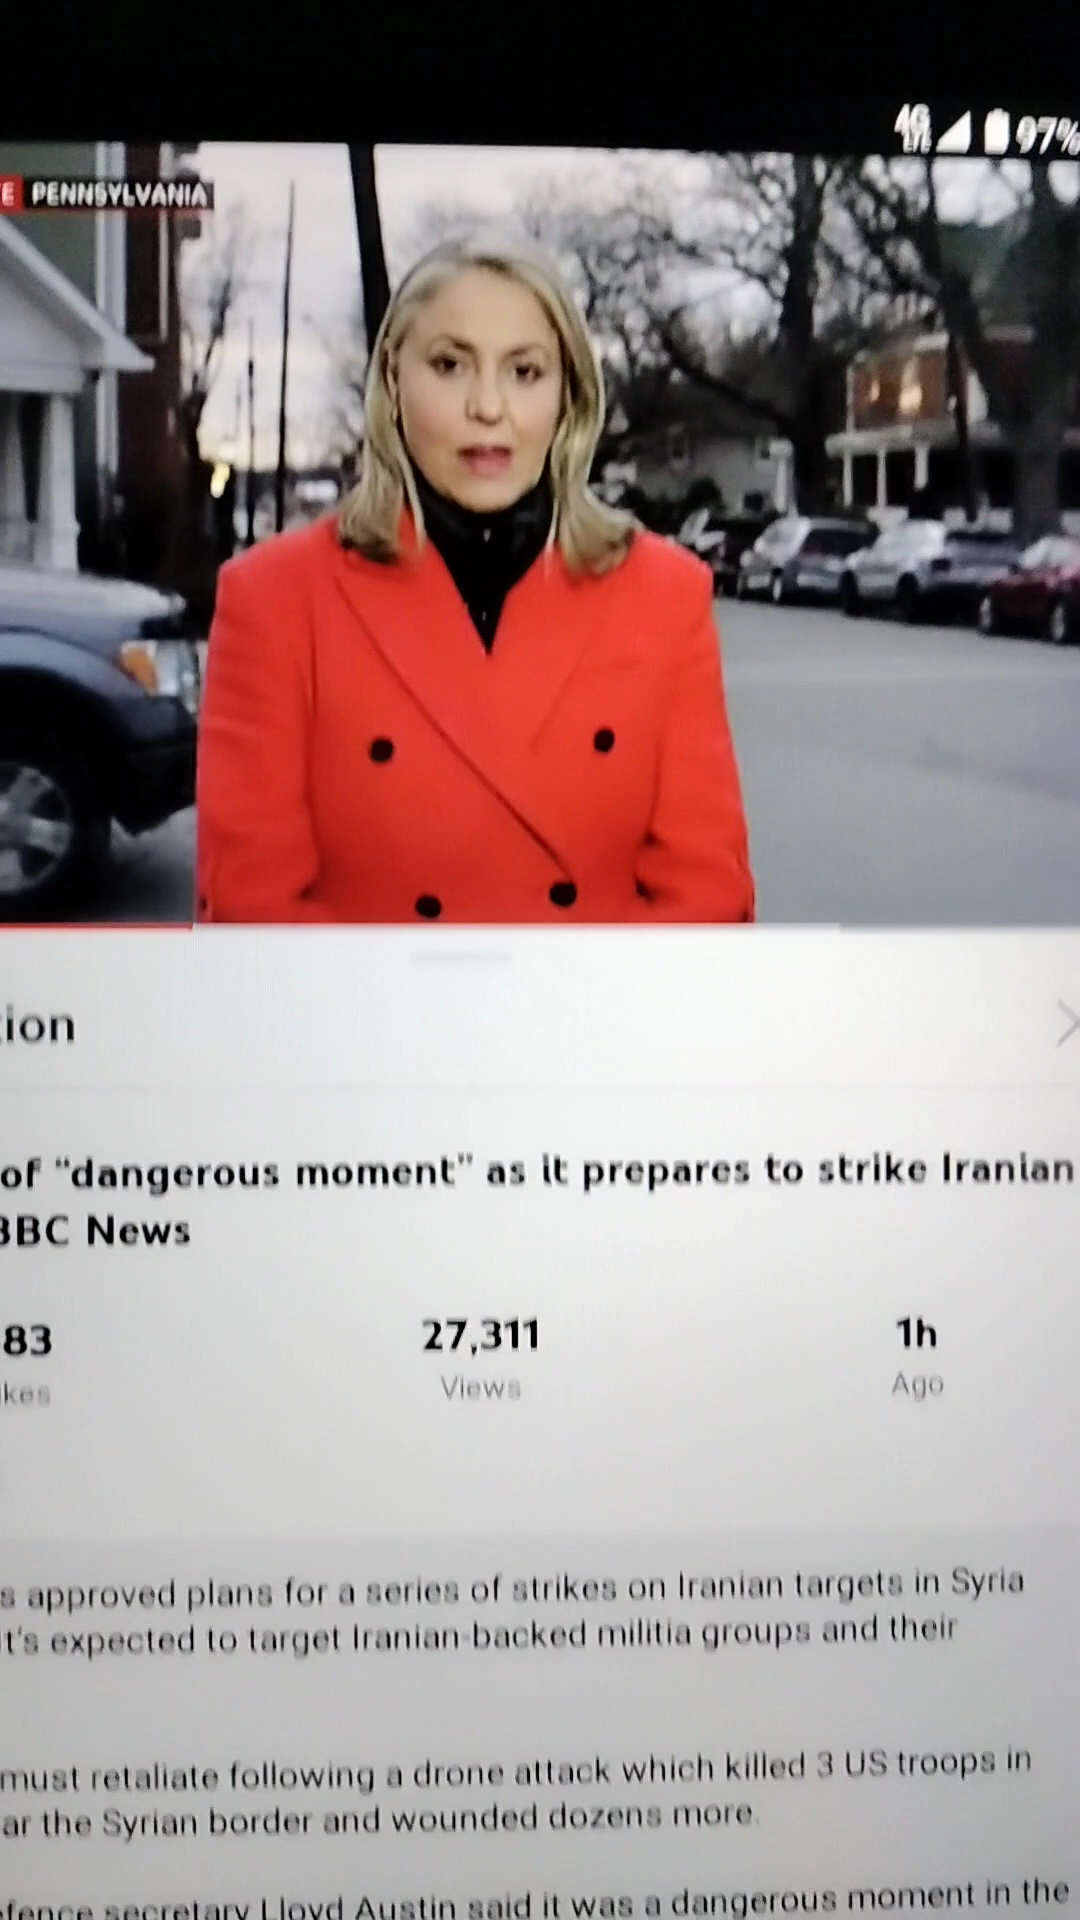 4G LTE 97%
E PENNSYLVANIA
tion
of “dangerous moment” as it prepares to strike Iranian
BBC News
83 27,311 1h
kes Views Ago
s approved plans for a series of strikes on Iranian targets in Syria
t's expected to target Iranian-backed militia groups and their
must retaliate following a drone attack which killed 3 US troops in
ar the Syrian border and wounded dozens more.
efence secretary Lloyd Austin said it was a dangerous moment in the